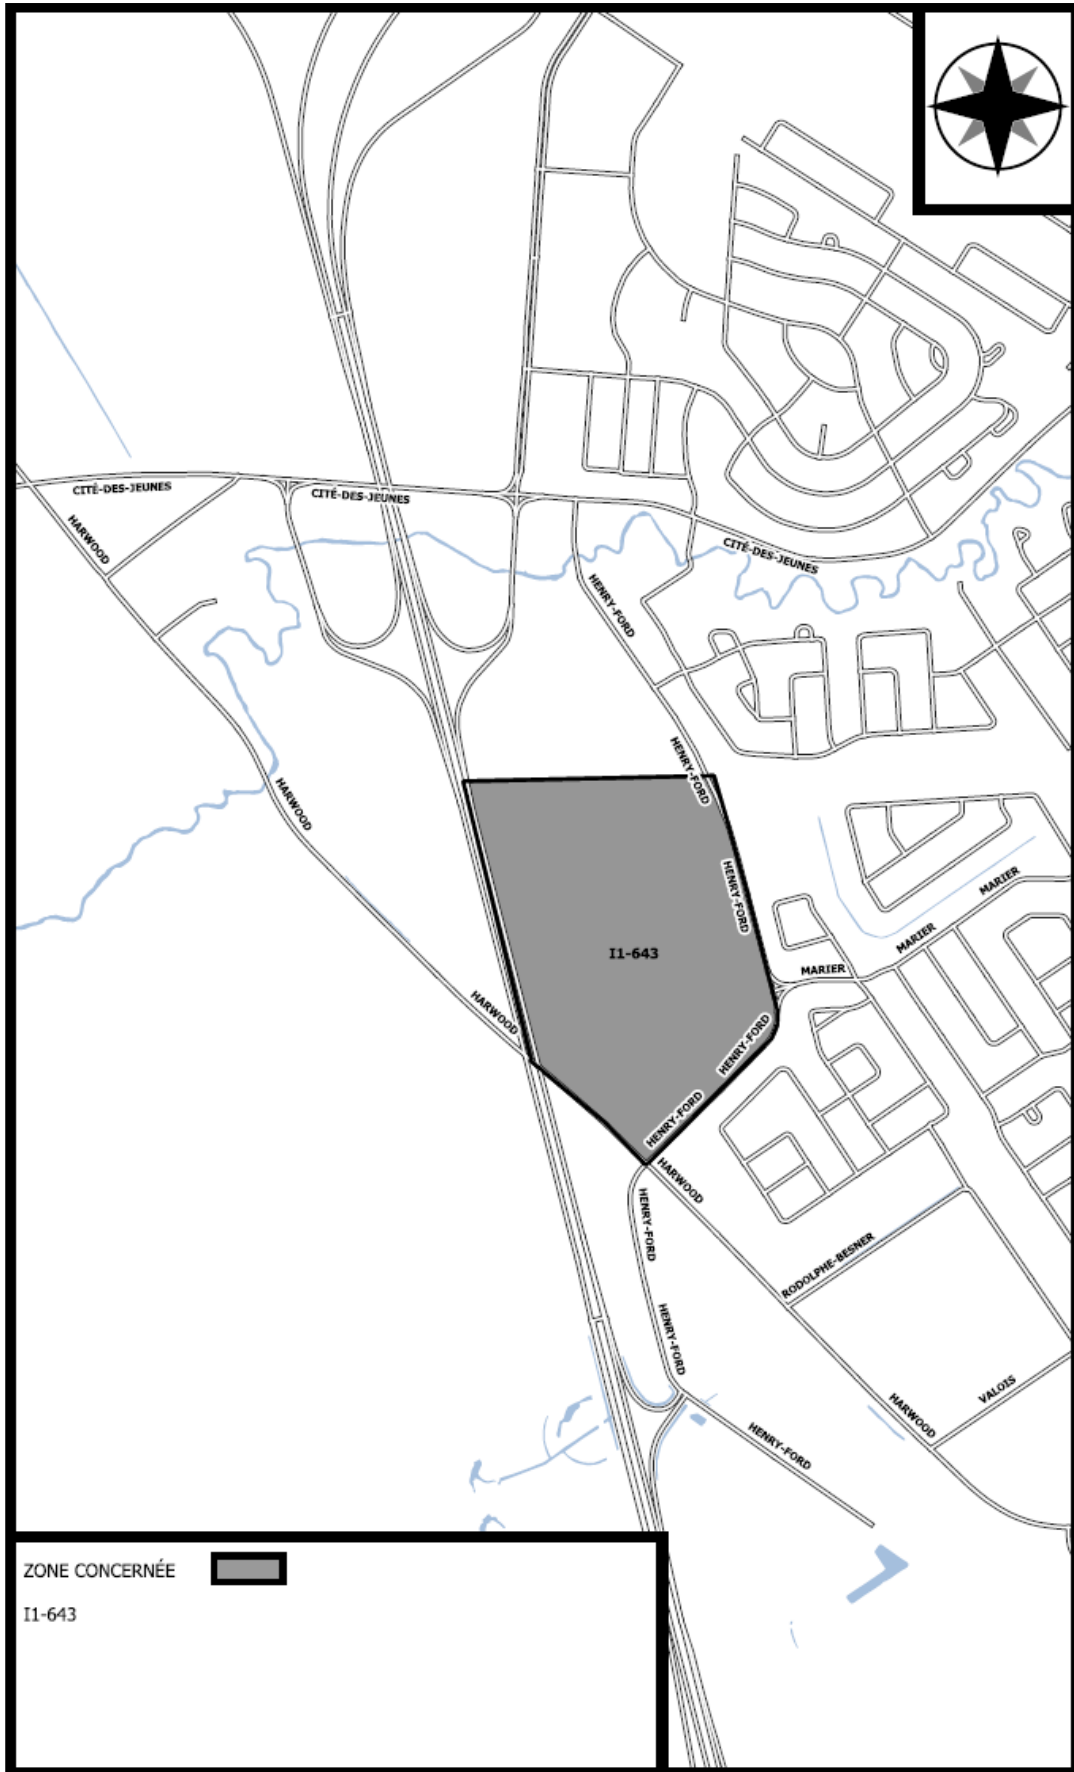 CITÉ-DES-JEUNES
CITÉ-DES-JEUNES
HARWOOD
CITÉ-DES-JEUNES
HENRY-FORD
HENRY-FORD
HARWOOD
HENRY-FORD
MARIER
MARIER
I1-643
MARIER
HARWOOD
HENRY-FORD
HENRY-FORD
HARWOOD
HENRY-FORD
RODOLPHE-BESNER
HENRY-FORD
VALOIS
HARWOOD
HENRY-FORD
ZONE CONCERNÉE
I1-643